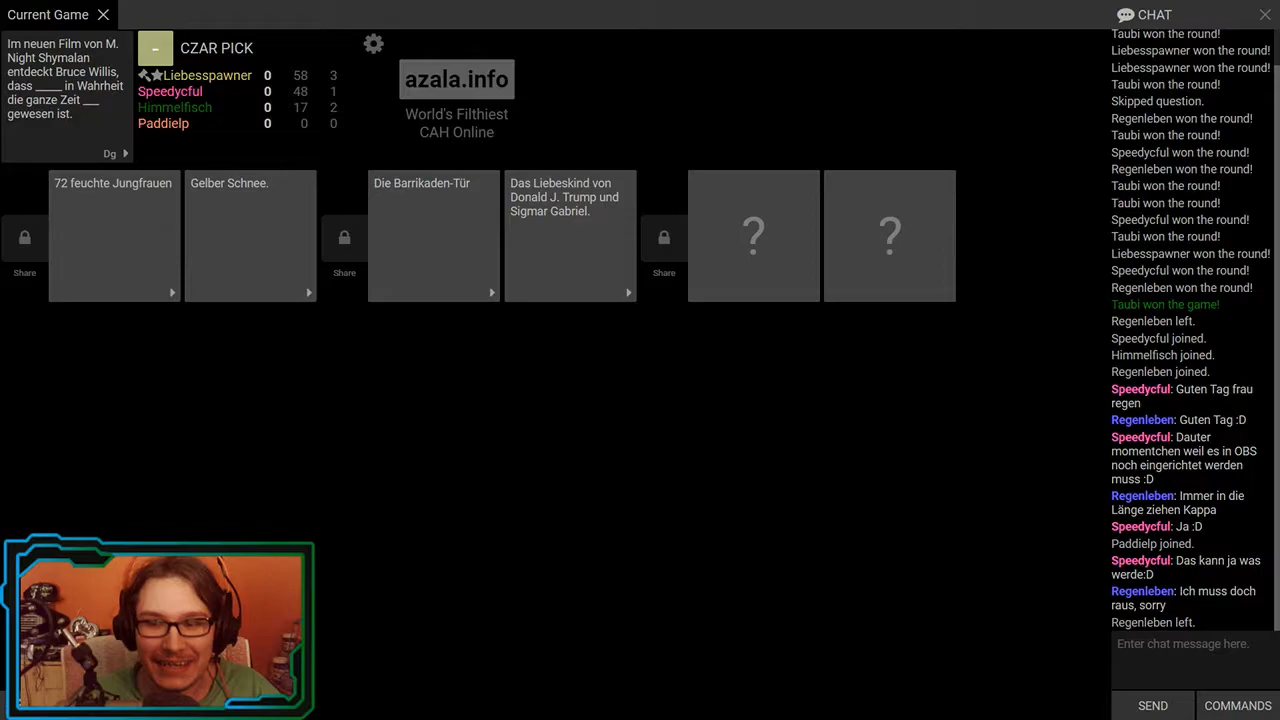 Current Game
Im neuen Film von M.
Night Shymalan
entdeckt Bruce Willis,
dass _____ in Wahrheit
die ganze Zeit ___
gewesen ist.
Dg
-
CZAR PICK
Liebesspawner 0 58 3
Speedycful 0 48 1
Himmelfisch 0 17 2
Paddielp 0 0 0
azala.info
World's Filthiest
CAH Online
Share
72 feuchte Jungfrauen
Gelber Schnee.
Share
Die Barrikaden-Tür
Das Liebeskind von
Donald J. Trump und
Sigmar Gabriel.
Share
?
?
CHAT
Taubi won the round!
Liebesspawner won the round!
Liebesspawner won the round!
Taubi won the round!
Skipped question.
Regenleben won the round!
Taubi won the round!
Speedycful won the round!
Regenleben won the round!
Taubi won the round!
Taubi won the round!
Speedycful won the round!
Taubi won the round!
Liebesspawner won the round!
Speedycful won the round!
Regenleben won the round!
Taubi won the game!
Regenleben left.
Speedycful joined.
Himmelfisch joined.
Regenleben joined.
Speedycful: Guten Tag frau
regen
Regenleben: Guten Tag :D
Speedycful: Dauter
momentchen weil es in OBS
noch eingerichtet werden
muss :D
Regenleben: Immer in die
Länge ziehen Kappa
Speedycful: Ja :D
Paddielp joined.
Speedycful: Das kann ja was
werde:D
Regenleben: Ich muss doch
raus, sorry
Regenleben left.
Enter chat message here.
SEND
COMMANDS